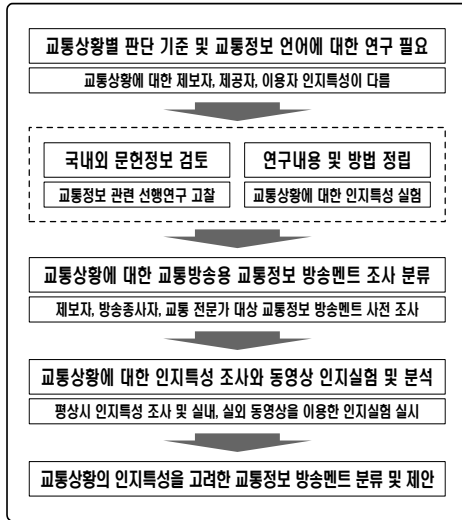 교통상황별 판단 기준 및 교통정보 언어에 대한 연구 필요
교통상황에 대한 제보자, 제공자, 이용자 인지특성이 다름
국내외 문헌정보 검토
교통정보 관련 선행연구 고찰
연구내용 및 방법 정립
교통상황에 대한 인지특성 실험
교통상황에 대한 교통방송용 교통정보 방송멘트 조사 분류
제보자, 방송종사자, 교통 전문가 대상 교통정보 방송멘트 사전 조사
교통상황에 대한 인지특성 조사와 동영상 인지실험 및 분석
평상시 인지특성 조사 및 실내, 실외 동영상을 이용한 인지실험 실시
교통상황의 인지특성을 고려한 교통정보 방송멘트 분류 및 제안